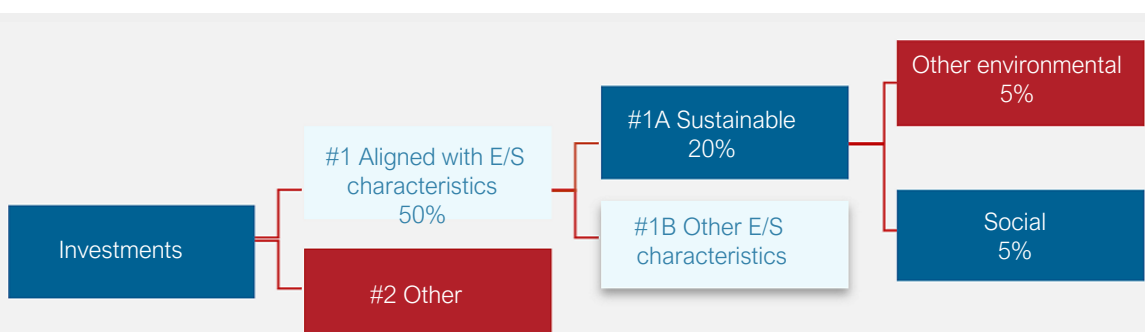 Investments
#1 Aligned with E/S
characteristics
50%
#2 Other
#1A Sustainable
20%
#1B Other E/S
characteristics
Other environmental
5%
Social
5%